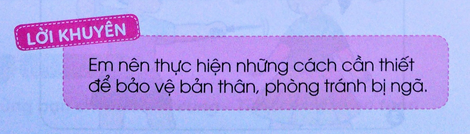 LỜI KHUYÊN
Em nên thực hiện những cách cần thiết
để bảo vệ bản thân, phòng tránh bị ngã.